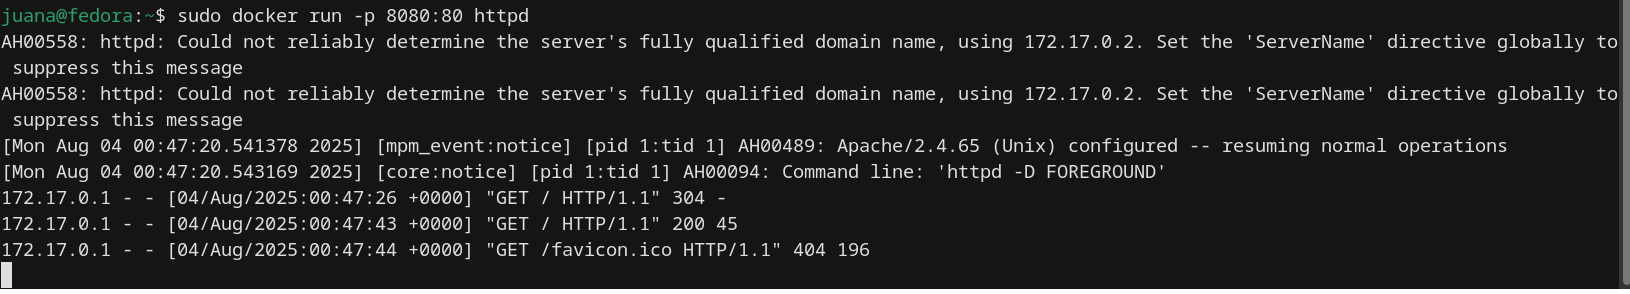 juana@fedora:~$ sudo docker run -p 8080:80 httpd
AH00558: httpd: Could not reliably determine the server's fully qualified domain name, using 172.17.0.2. Set the 'ServerName' directive globally to
 suppress this message
AH00558: httpd: Could not reliably determine the server's fully qualified domain name, using 172.17.0.2. Set the 'ServerName' directive globally to
 suppress this message
[Mon Aug 04 00:47:20.541378 2025] [mpm_event:notice] [pid 1:tid 1] AH00489: Apache/2.4.65 (Unix) configured -- resuming normal operations
[Mon Aug 04 00:47:20.543169 2025] [core:notice] [pid 1:tid 1] AH00094: Command line: 'httpd -D FOREGROUND'
172.17.0.1 - - [04/Aug/2025:00:47:26 +0000] "GET / HTTP/1.1" 304 -
172.17.0.1 - - [04/Aug/2025:00:47:43 +0000] "GET / HTTP/1.1" 200 45
172.17.0.1 - - [04/Aug/2025:00:47:44 +0000] "GET /favicon.ico HTTP/1.1" 404 196